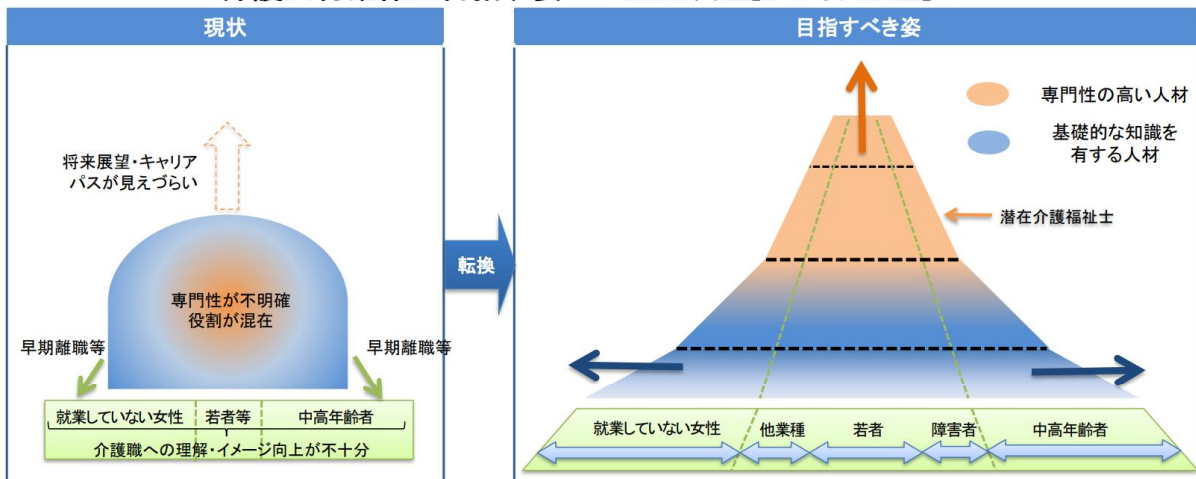 現状
将来展望・キャリア
パスが見えづらい
専門性が不明確
役割が混在
早期離職等
早期離職等
就業していない女性
若者等
中高年齢者
介護職への理解・イメージ向上が不十分
転換
目指すべき姿
専門性の高い人材
基礎的な知識を
有する人材
潜在介護福祉士
就業していない女性
他業種
若者
障害者
中高年齢者